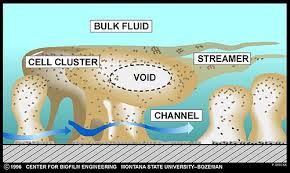 BULK FLUID
CELL CLUSTER
STREAMER
VOID
CHANNEL
© 1996 CENTER FOR BIOFILM ENGINEERING MONTANA STATE UNIVERSITY-BOZEMAN